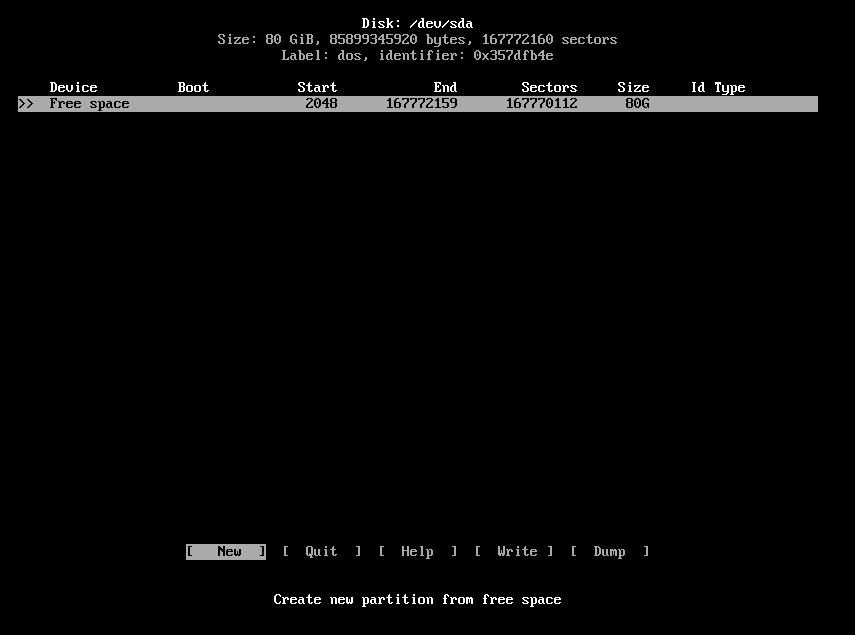 Disk: /dev/sda
Size: 80 GiB, 85899345920 bytes, 167772160 sectors
Label: dos, identifier: 0x357dfb4e
Device Boot Start End Sectors Size Id Type
>> Free space 2048 167772159 167770112 80G
[ New ] [ Quit ] [ Help ] [ Write ] [ Dump ]
Create new partition from free space